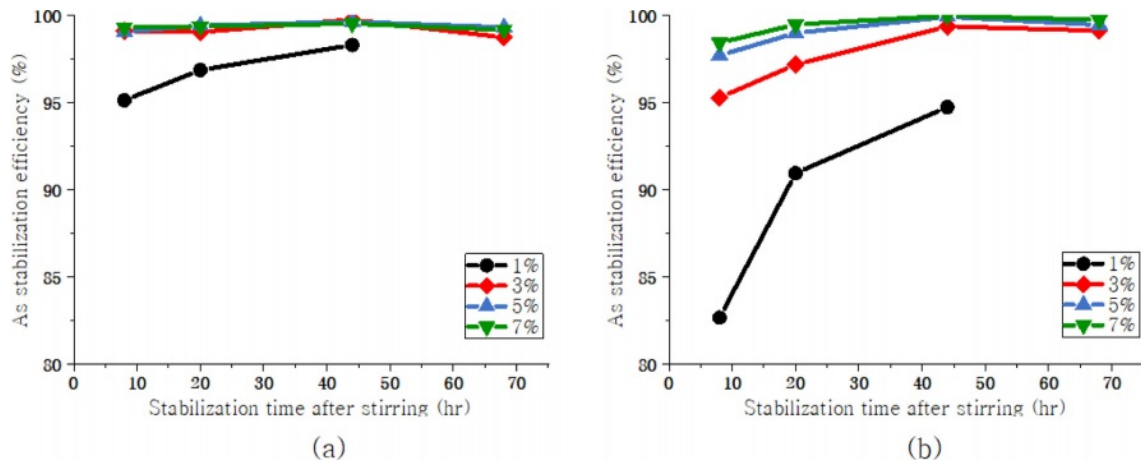 100
95
90
85
80
As stabilization efficiency (%)
1%
3%
5%
7%
0 10 20 30 40 50 60 70
Stabilization time after stirring (hr)
(a)
100
95
90
85
80
As stabilization efficiency (%)
1%
3%
5%
7%
0 10 20 30 40 50 60 70
Stabilization time after stirring (hr)
(b)